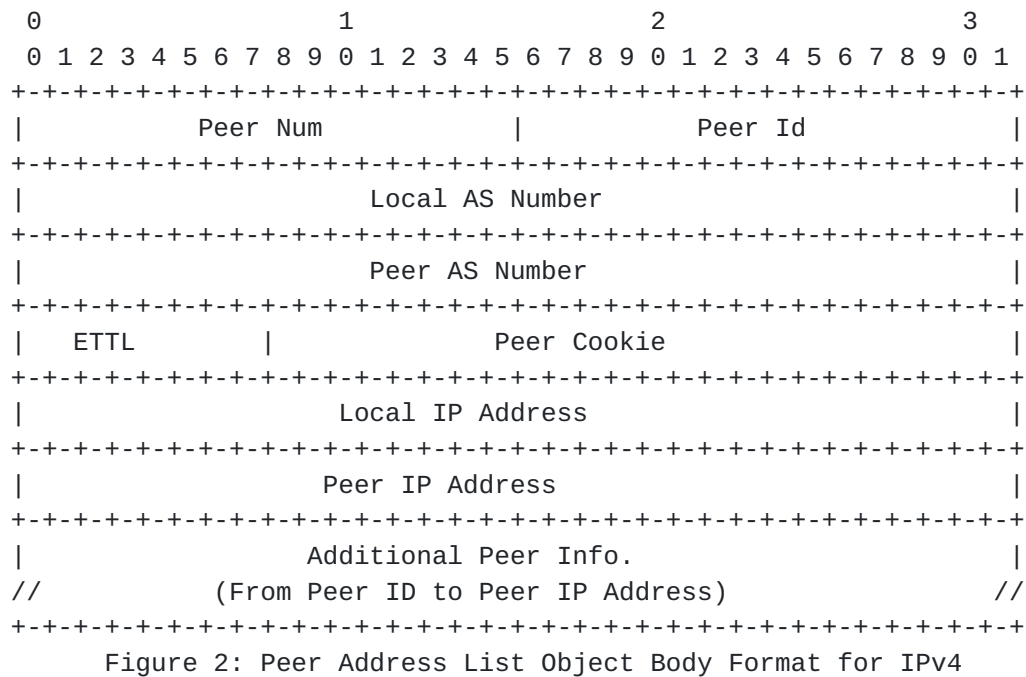 0                   1                   2                   3
 0 1 2 3 4 5 6 7 8 9 0 1 2 3 4 5 6 7 8 9 0 1 2 3 4 5 6 7 8 9 0 1
+-+-+-+-+-+-+-+-+-+-+-+-+-+-+-+-+-+-+-+-+-+-+-+-+-+-+-+-+-+-+-+-+
|           Peer Num            |           Peer Id             |
+-+-+-+-+-+-+-+-+-+-+-+-+-+-+-+-+-+-+-+-+-+-+-+-+-+-+-+-+-+-+-+-+
|                      Local AS Number                          |
+-+-+-+-+-+-+-+-+-+-+-+-+-+-+-+-+-+-+-+-+-+-+-+-+-+-+-+-+-+-+-+-+
|                      Peer AS Number                           |
+-+-+-+-+-+-+-+-+-+-+-+-+-+-+-+-+-+-+-+-+-+-+-+-+-+-+-+-+-+-+-+-+
|   ETTL        |              Peer Cookie                      |
+-+-+-+-+-+-+-+-+-+-+-+-+-+-+-+-+-+-+-+-+-+-+-+-+-+-+-+-+-+-+-+-+
|                    Local IP Address                           |
+-+-+-+-+-+-+-+-+-+-+-+-+-+-+-+-+-+-+-+-+-+-+-+-+-+-+-+-+-+-+-+-+
|                   Peer IP Address                             |
+-+-+-+-+-+-+-+-+-+-+-+-+-+-+-+-+-+-+-+-+-+-+-+-+-+-+-+-+-+-+-+-+
|                  Additional Peer Info.                        |
//           (From Peer ID to Peer IP Address)                 //
+-+-+-+-+-+-+-+-+-+-+-+-+-+-+-+-+-+-+-+-+-+-+-+-+-+-+-+-+-+-+-+-+
      Figure 2: Peer Address List Object Body Format for IPv4